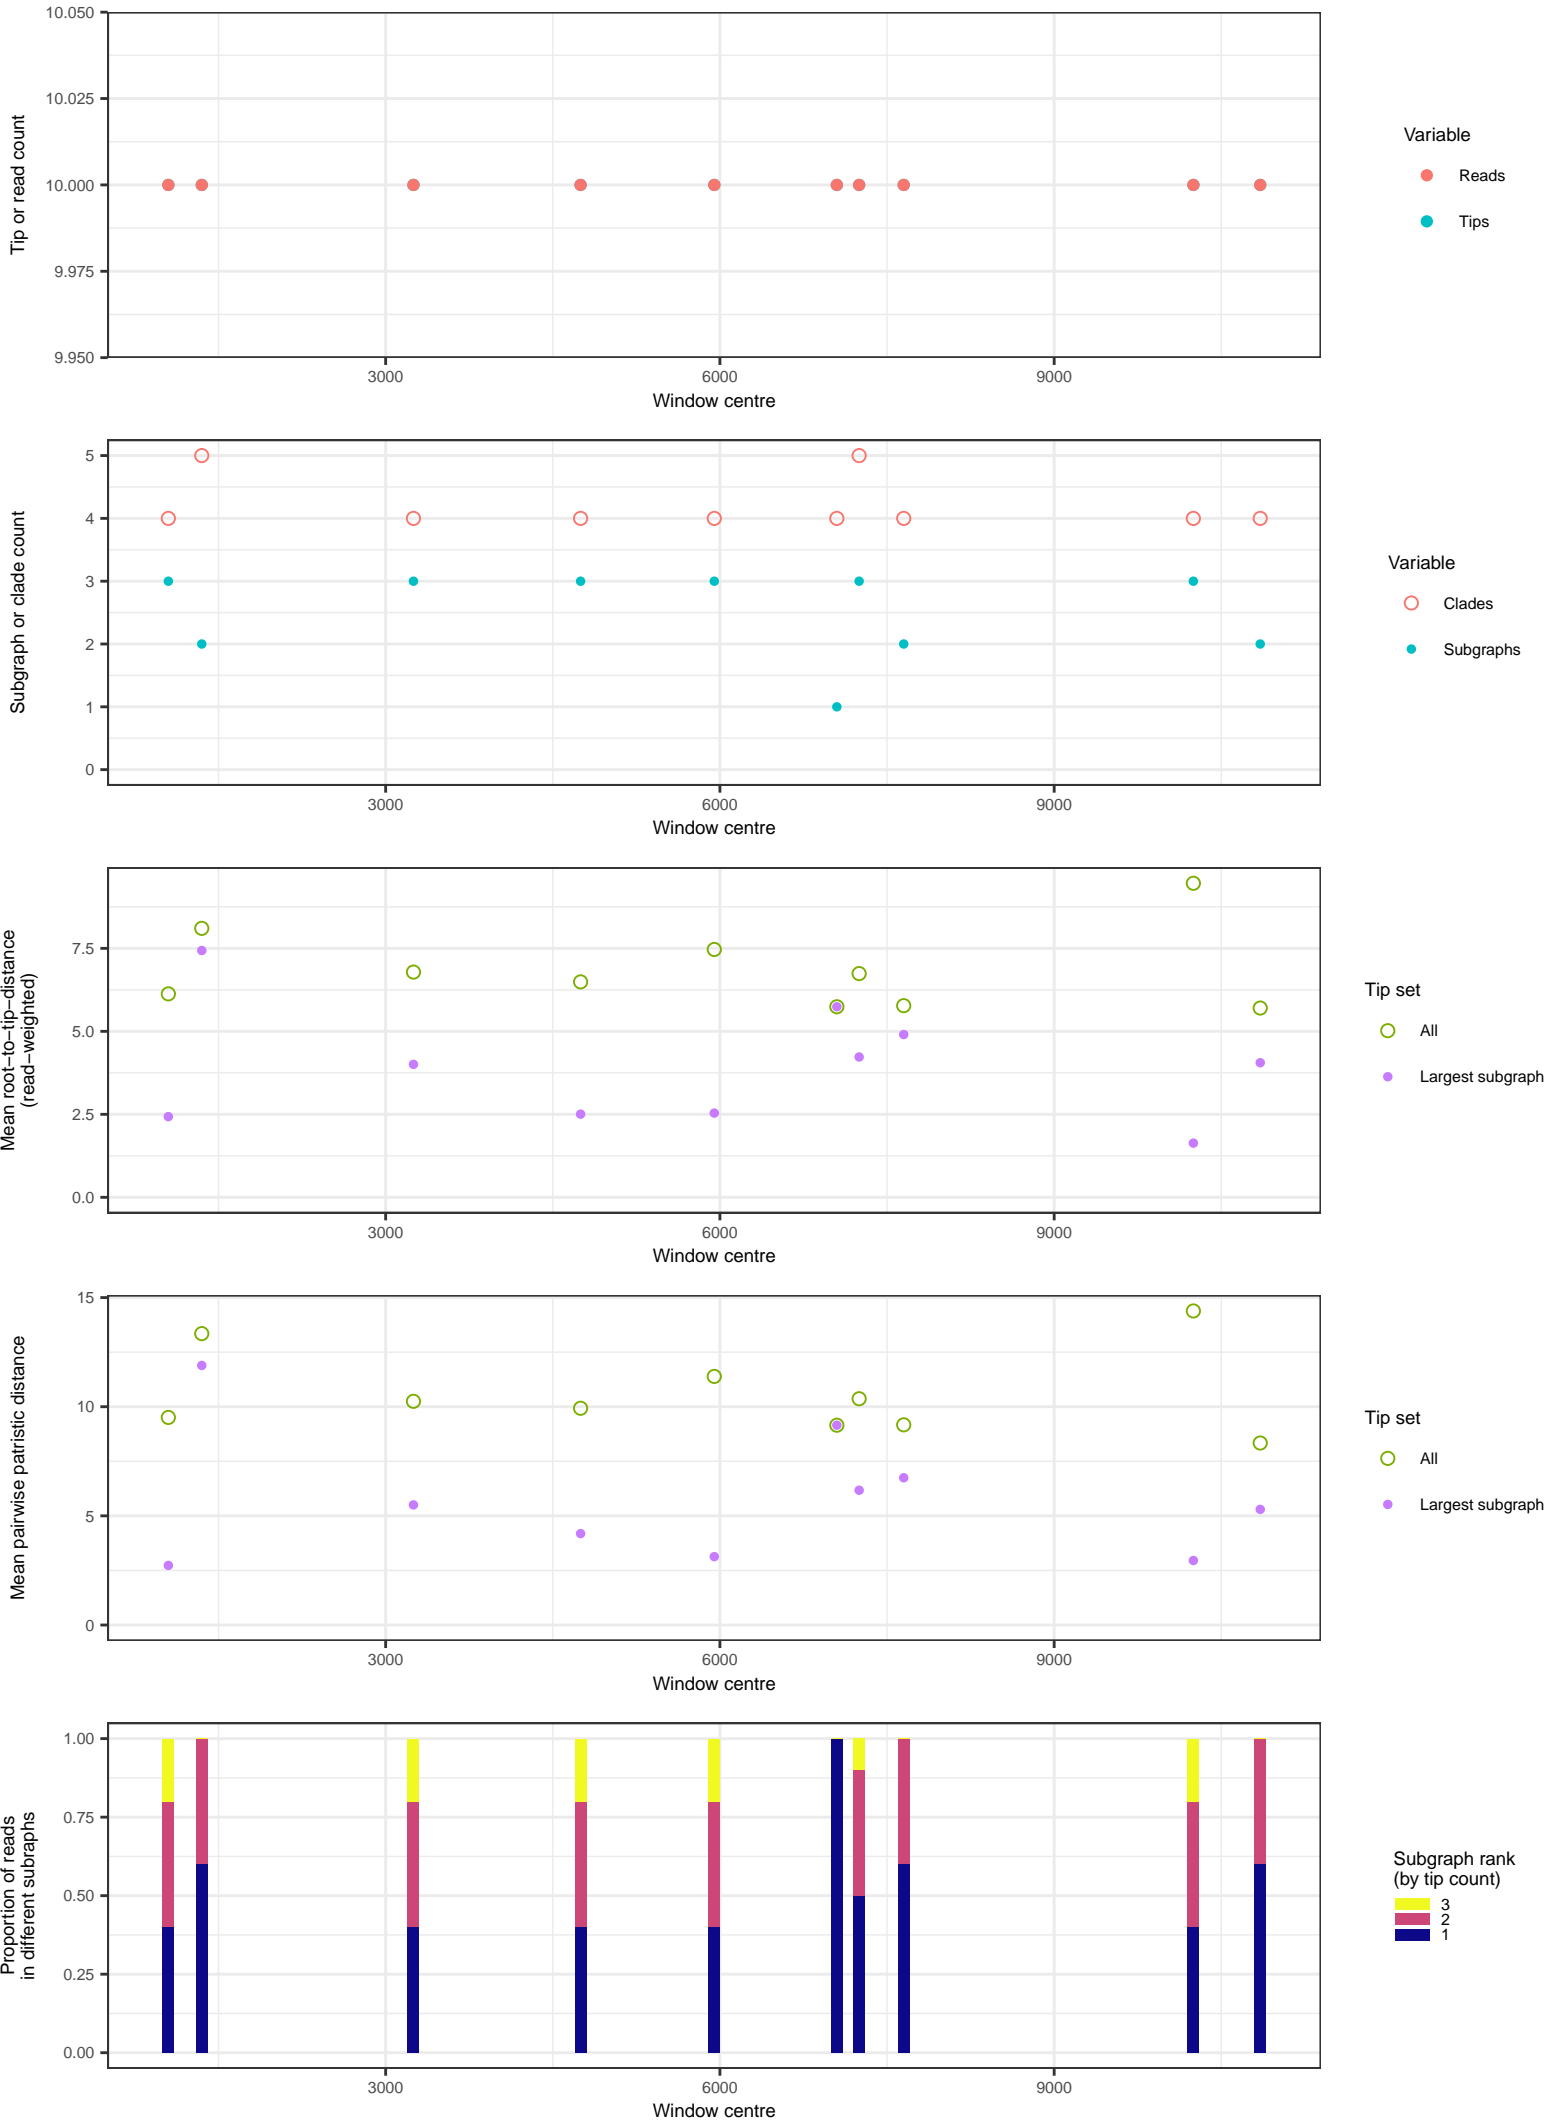 10.050
10.025
10.000
9.975
9.950
Tip or read count
3000 6000 9000
Window centre
Variable
Reads
Tips
5
4
3
2
1
0
Subgraph or clade count
3000 6000 9000
Window centre
Variable
Clades
Subgraphs
7.5
5.0
2.5
0.0
Mean root−to−tip−distance
(read−weighted)
3000 6000 9000
Window centre
Tip set
All
Largest subgraph
15
10
5
0
Mean pairwise patristic distance
3000 6000 9000
Window centre
Tip set
All
Largest subgraph
1.00
0.75
0.50
0.25
0.00
Proportion of reads
in different subraphs
3000 6000 9000
Window centre
Subgraph rank
(by tip count)
3
2
1